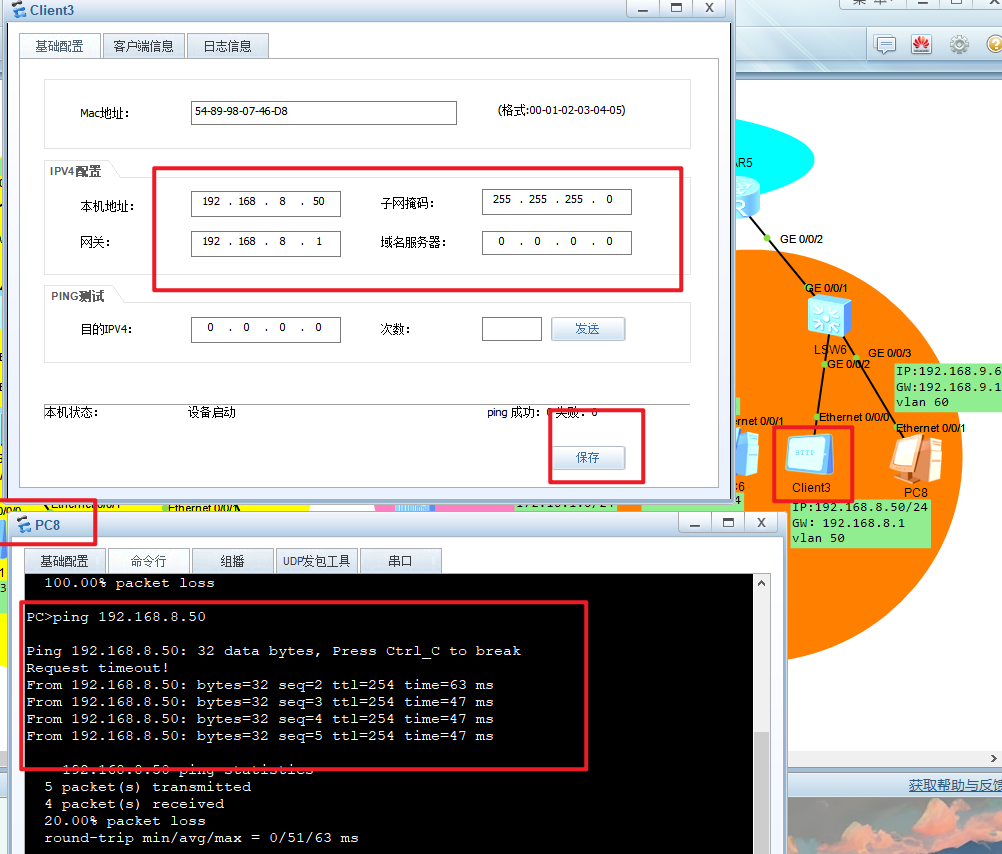 Client3
X
基础配置 客户端信息 日志信息
Mac地址: 54-89-98-07-46-D8 (格式:00-01-02-03-04-05)
IPV4配置
本机地址: 192 . 168 . 8 . 50 子网掩码: 255 . 255 . 255 . 0
网关: 192 . 168 . 8 . 1 域名服务器: 0 . 0 . 0 . 0
PING测试
目的IPV4: 0 . 0 . 0 . 0 次数: 发送
本机状态: 设备启动 ping 成功: 0 失败: 0
保存
AR5
GE 0/0/2
GE 0/0/1
LSW6
GE 0/0/3
GE 0/0/2
IP:192.168.9.6
GW:192.168.9.1
vlan 60
Ethernet 0/0/0
Ethernet 0/0/1
HTTP
Client3
PC8
IP:192.168.8.50/24
GW: 192.168.8.1
vlan 50
Ethernet 0/0/1
PC8
X
基础配置 命令行 组播 UDP发包工具 串口
100.00% packet loss
PC>ping 192.168.8.50
Ping 192.168.8.50: 32 data bytes, Press Ctrl_C to break
Request timeout!
From 192.168.8.50: bytes=32 seq=2 ttl=254 time=63 ms
From 192.168.8.50: bytes=32 seq=3 ttl=254 time=47 ms
From 192.168.8.50: bytes=32 seq=4 ttl=254 time=47 ms
From 192.168.8.50: bytes=32 seq=5 ttl=254 time=47 ms
192.168.8.50 ping statistics
5 packet(s) transmitted
4 packet(s) received
20.00% packet loss
round-trip min/avg/max = 0/51/63 ms
获取帮助与反馈